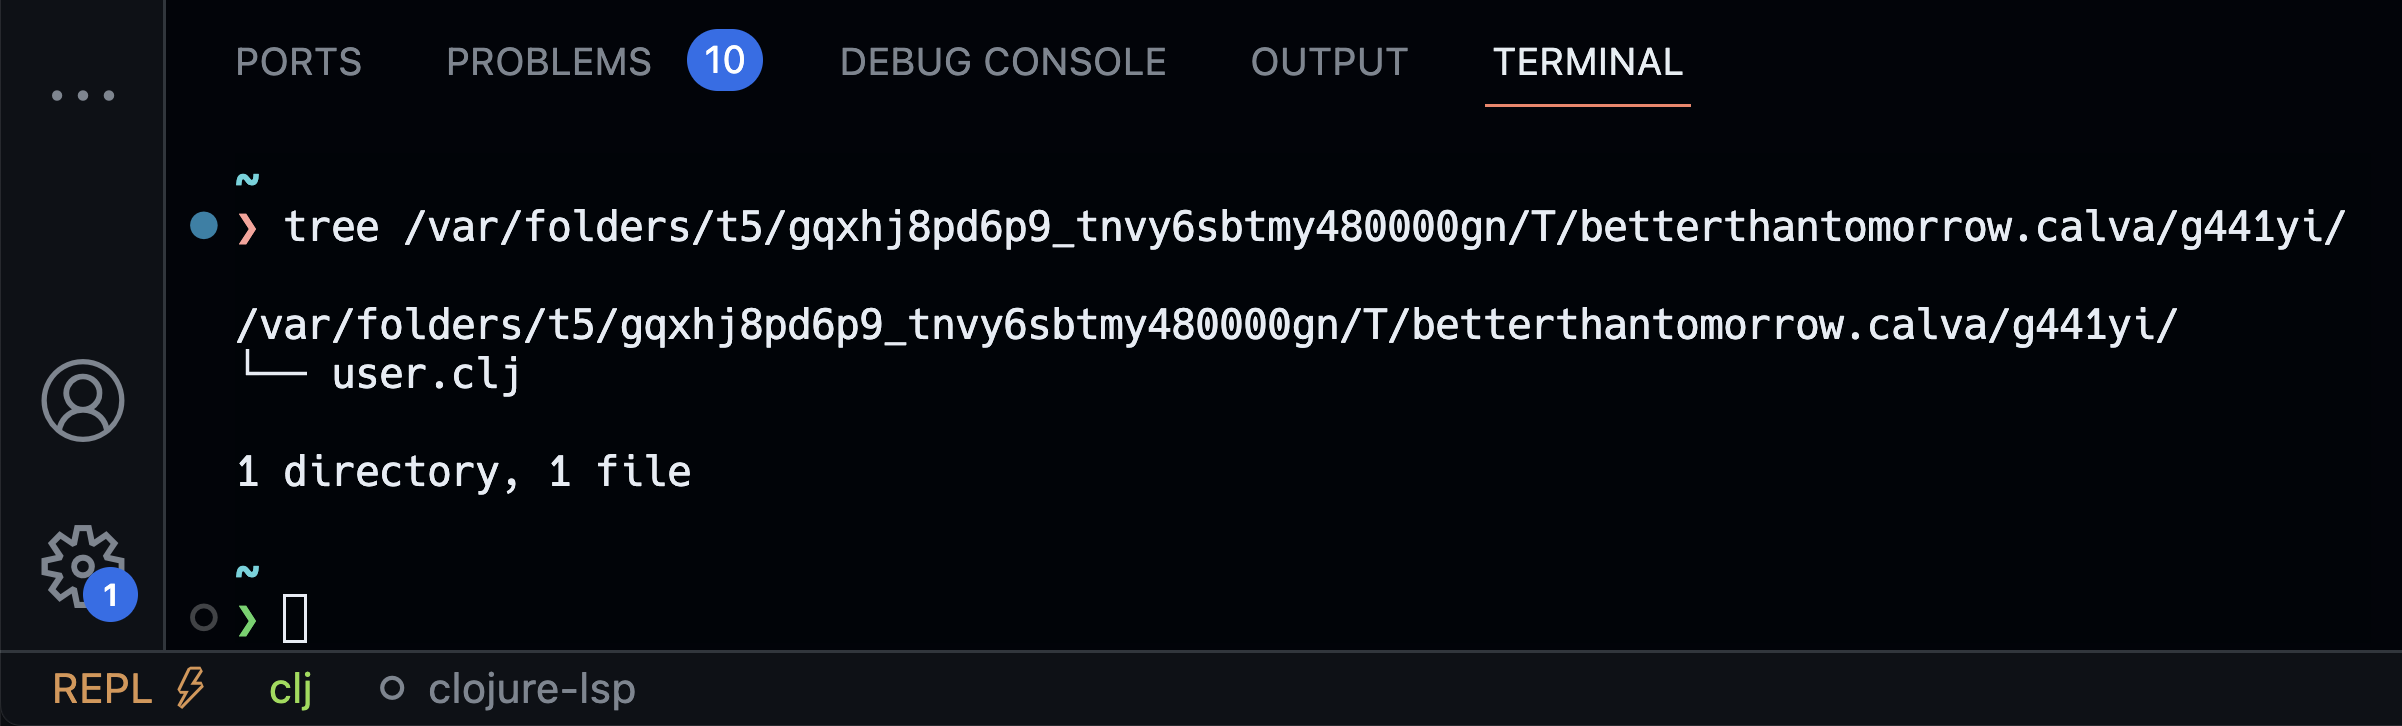 PORTS PROBLEMS 10 DEBUG CONSOLE OUTPUT TERMINAL
~
❯ tree /var/folders/t5/gqxhj8pd6p9_tnvy6sbtmy480000gn/T/betterthantomorrow.calva/g441yi/
/var/folders/t5/gqxhj8pd6p9_tnvy6sbtmy480000gn/T/betterthantomorrow.calva/g441yi/
└── user.clj
1 directory, 1 file
~
❯
1
REPL clj clojure-lsp